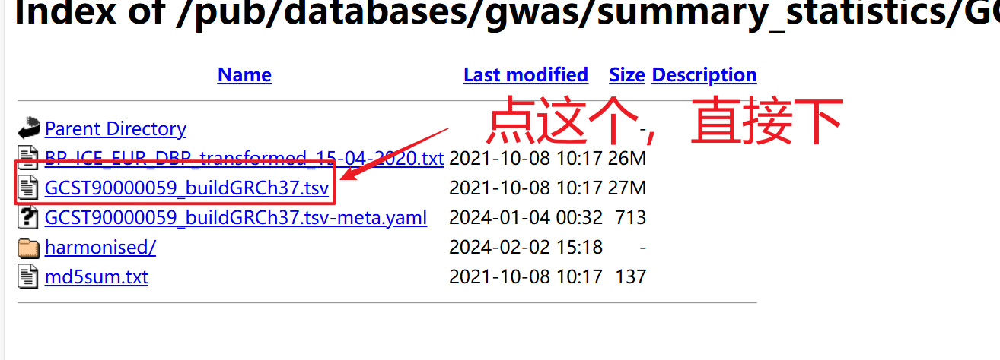 Index of /pub/databases/gwas/summary_statistics/GC
Name Last modified Size Description
点这个，直接下
Parent Directory -
BP-ICE_EUR_DBP_transformed_15-04-2020.txt 2021-10-08 10:17 26M
GCST90000059_buildGRCh37.tsv 2021-10-08 10:17 27M
GCST90000059_buildGRCh37.tsv-meta.yaml 2024-01-04 00:32 713
harmonised/ 2024-02-02 15:18 -
md5sum.txt 2021-10-08 10:17 137